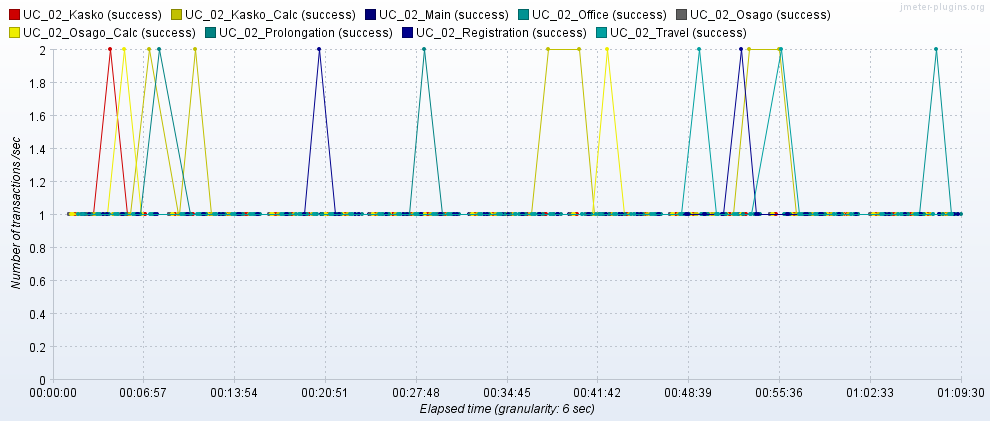 jmeter-plugins.org
UC_02_Kasko (success) UC_02_Kasko_Calc (success) UC_02_Main (success) UC_02_Office (success) UC_02_Osago (success)
UC_02_Osago_Calc (success) UC_02_Prolongation (success) UC_02_Registration (success) UC_02_Travel (success)
2
1.8
1.6
1.4
1.2
1
0.8
0.6
0.4
0.2
0
Number of transactions /sec
00:00:00 00:06:57 00:13:54 00:20:51 00:27:48 00:34:45 00:41:42 00:48:39 00:55:36 01:02:33 01:09:30
Elapsed time (granularity: 6 sec)